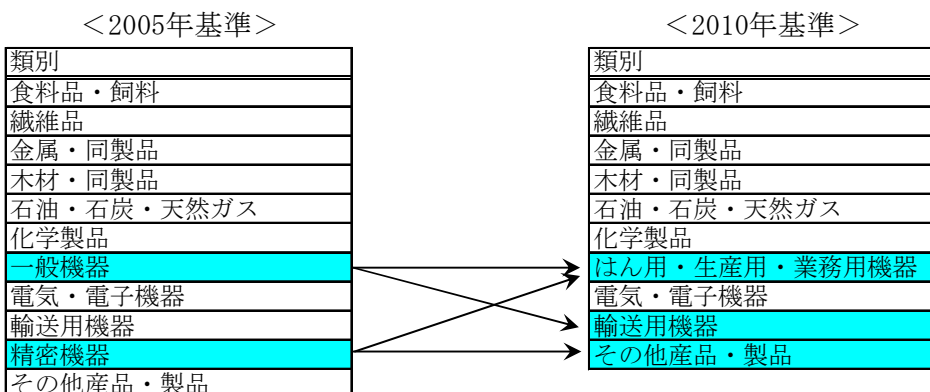 <2005年基準>
類別
食料品・飼料
繊維品
金属・同製品
木材・同製品
石油・石炭・天然ガス
化学製品
一般機器
電気・電子機器
輸送用機器
精密機器
その他産品・製品
<2010年基準>
類別
食料品・飼料
繊維品
金属・同製品
木材・同製品
石油・石炭・天然ガス
化学製品
はん用・生産用・業務用機器
電気・電子機器
輸送用機器
その他産品・製品